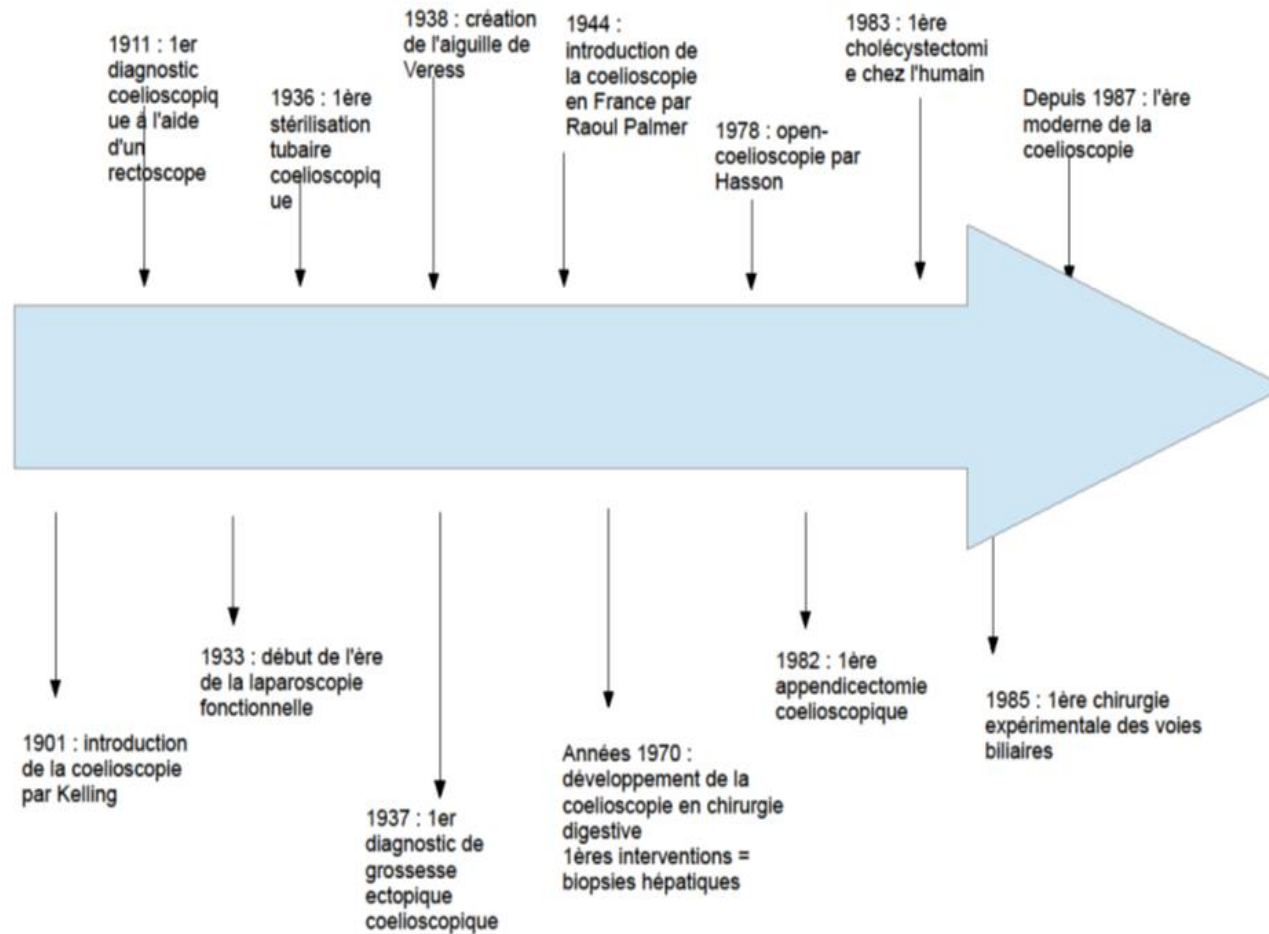 1911 : 1er
diagnostic
coelioscopiq
ue à l'aide
d'un
rectoscope
1936 : 1ère
stérilisation
tubaire
coelioscopiq
ue
1938 : création
de l'aiguille de
Veress
1944 :
introduction de
la coelioscopie
en France par
Raoul Palmer
1978 : open-
coelioscopie par
Hasson
1983 : 1ère
cholécystectomi
e chez l'humain
Depuis 1987 : l'ère
moderne de la
coelioscopie
1901 : introduction
de la coelioscopie
par Kelling
1933 : début de l'ère
de la laparoscopie
fonctionnelle
1937 : 1er
diagnostic de
grossesse
ectopique
coelioscopique
Années 1970 :
développement de la
coelioscopie en chirurgie
digestive
1ères interventions =
biopsies hépatiques
1982 : 1ère
appendicectomie
coelioscopique
1985 : 1ère chirurgie
expérimentale des voies
biliaires